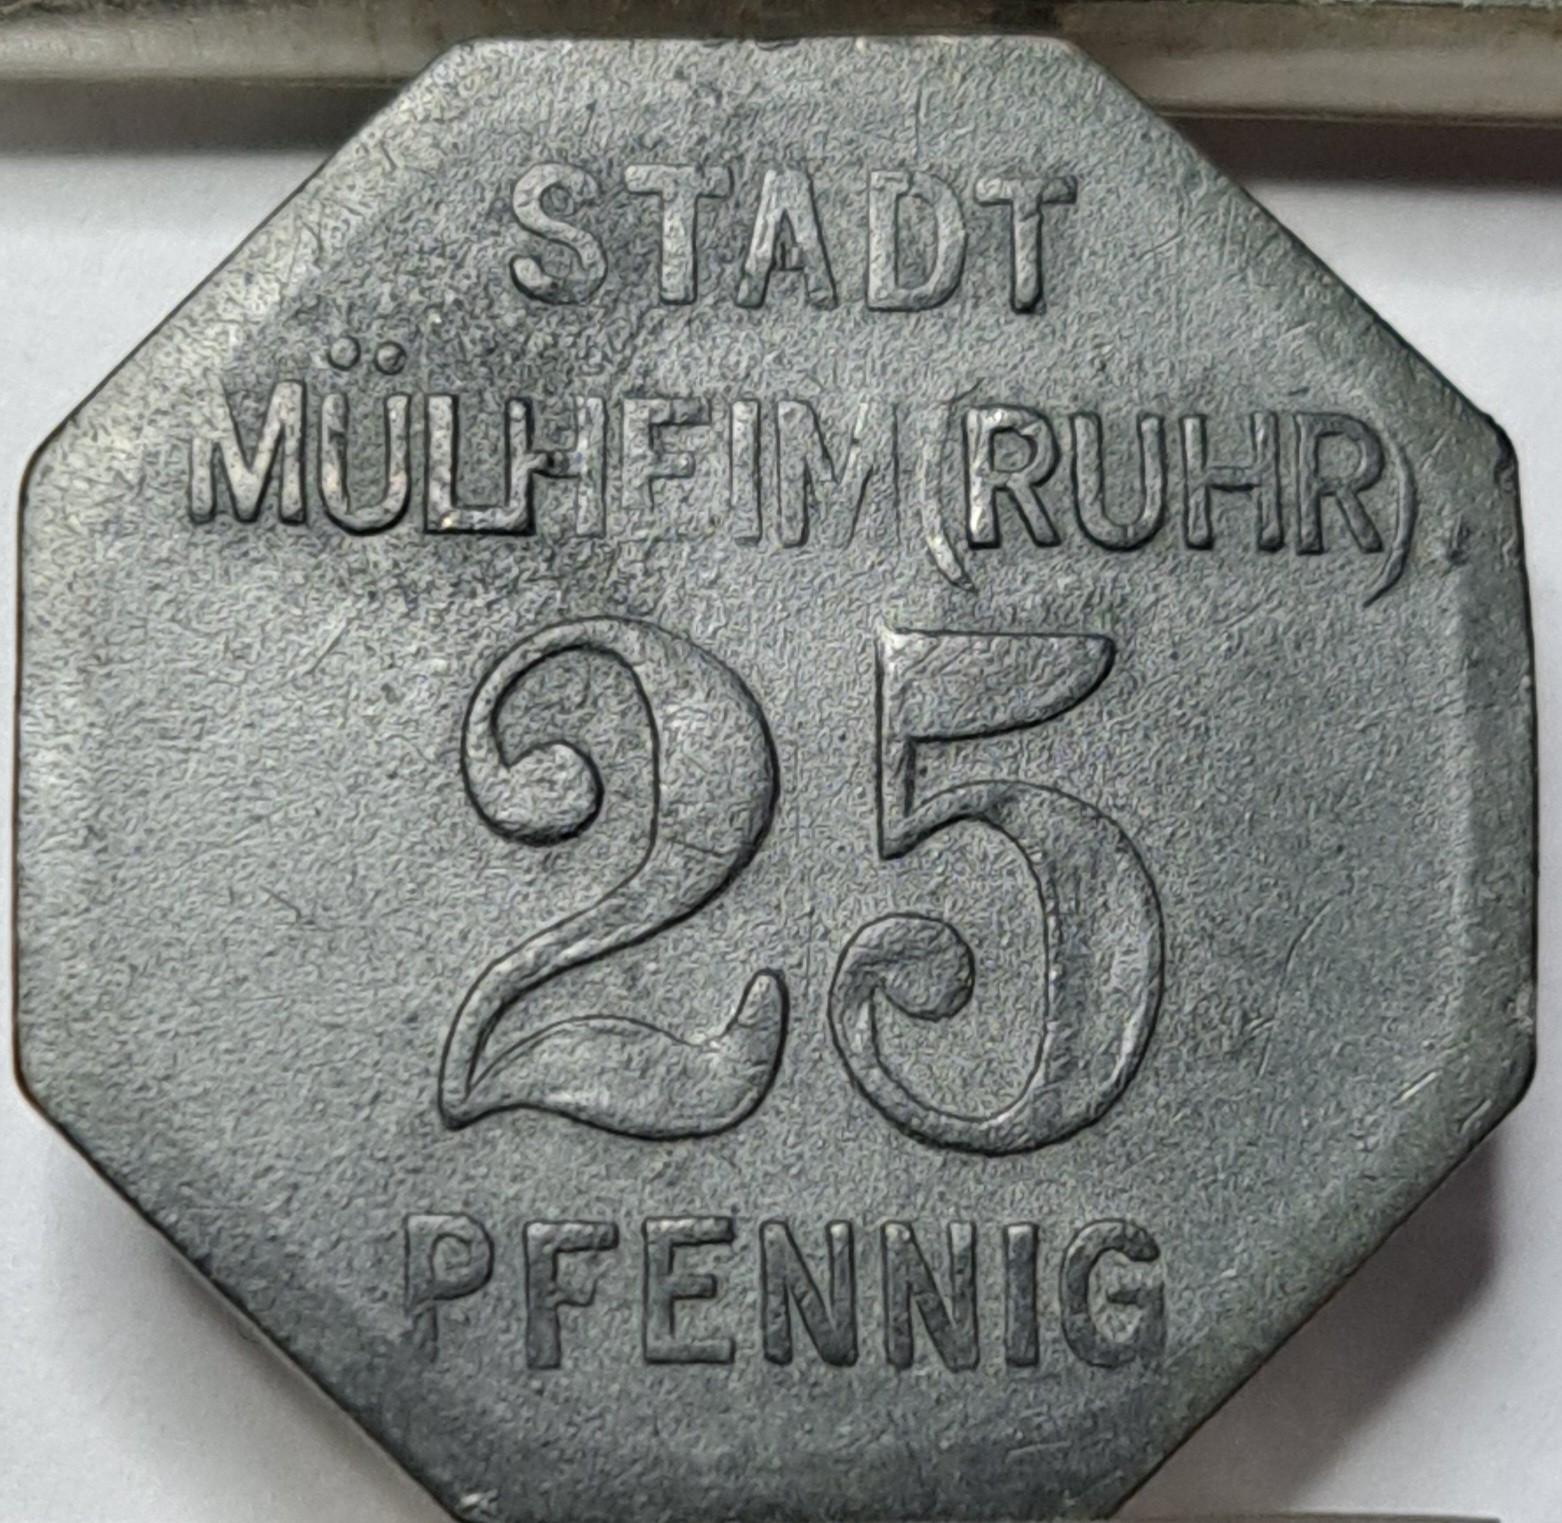 STADT
MÜLHEIM (RUHR)
25
PFENNIG